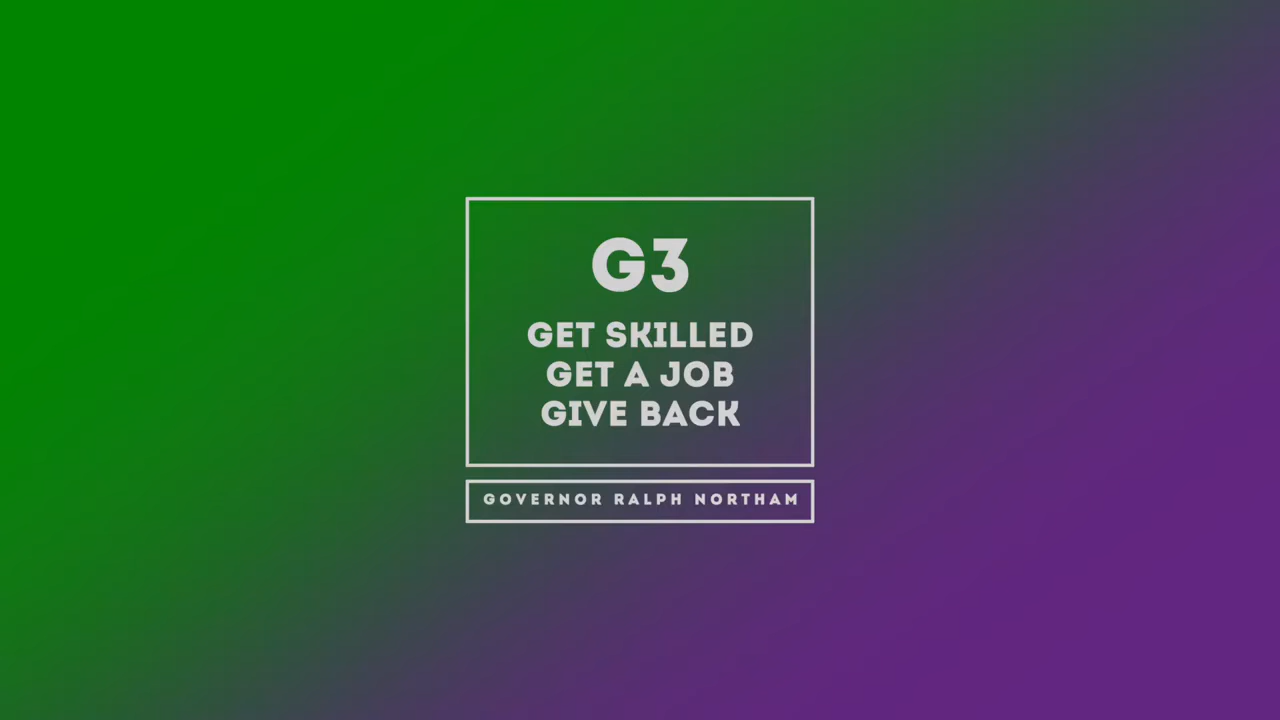 G3
GET SKILLED
GET A JOB
GIVE BACK
GOVERNOR RALPH NORTHAM